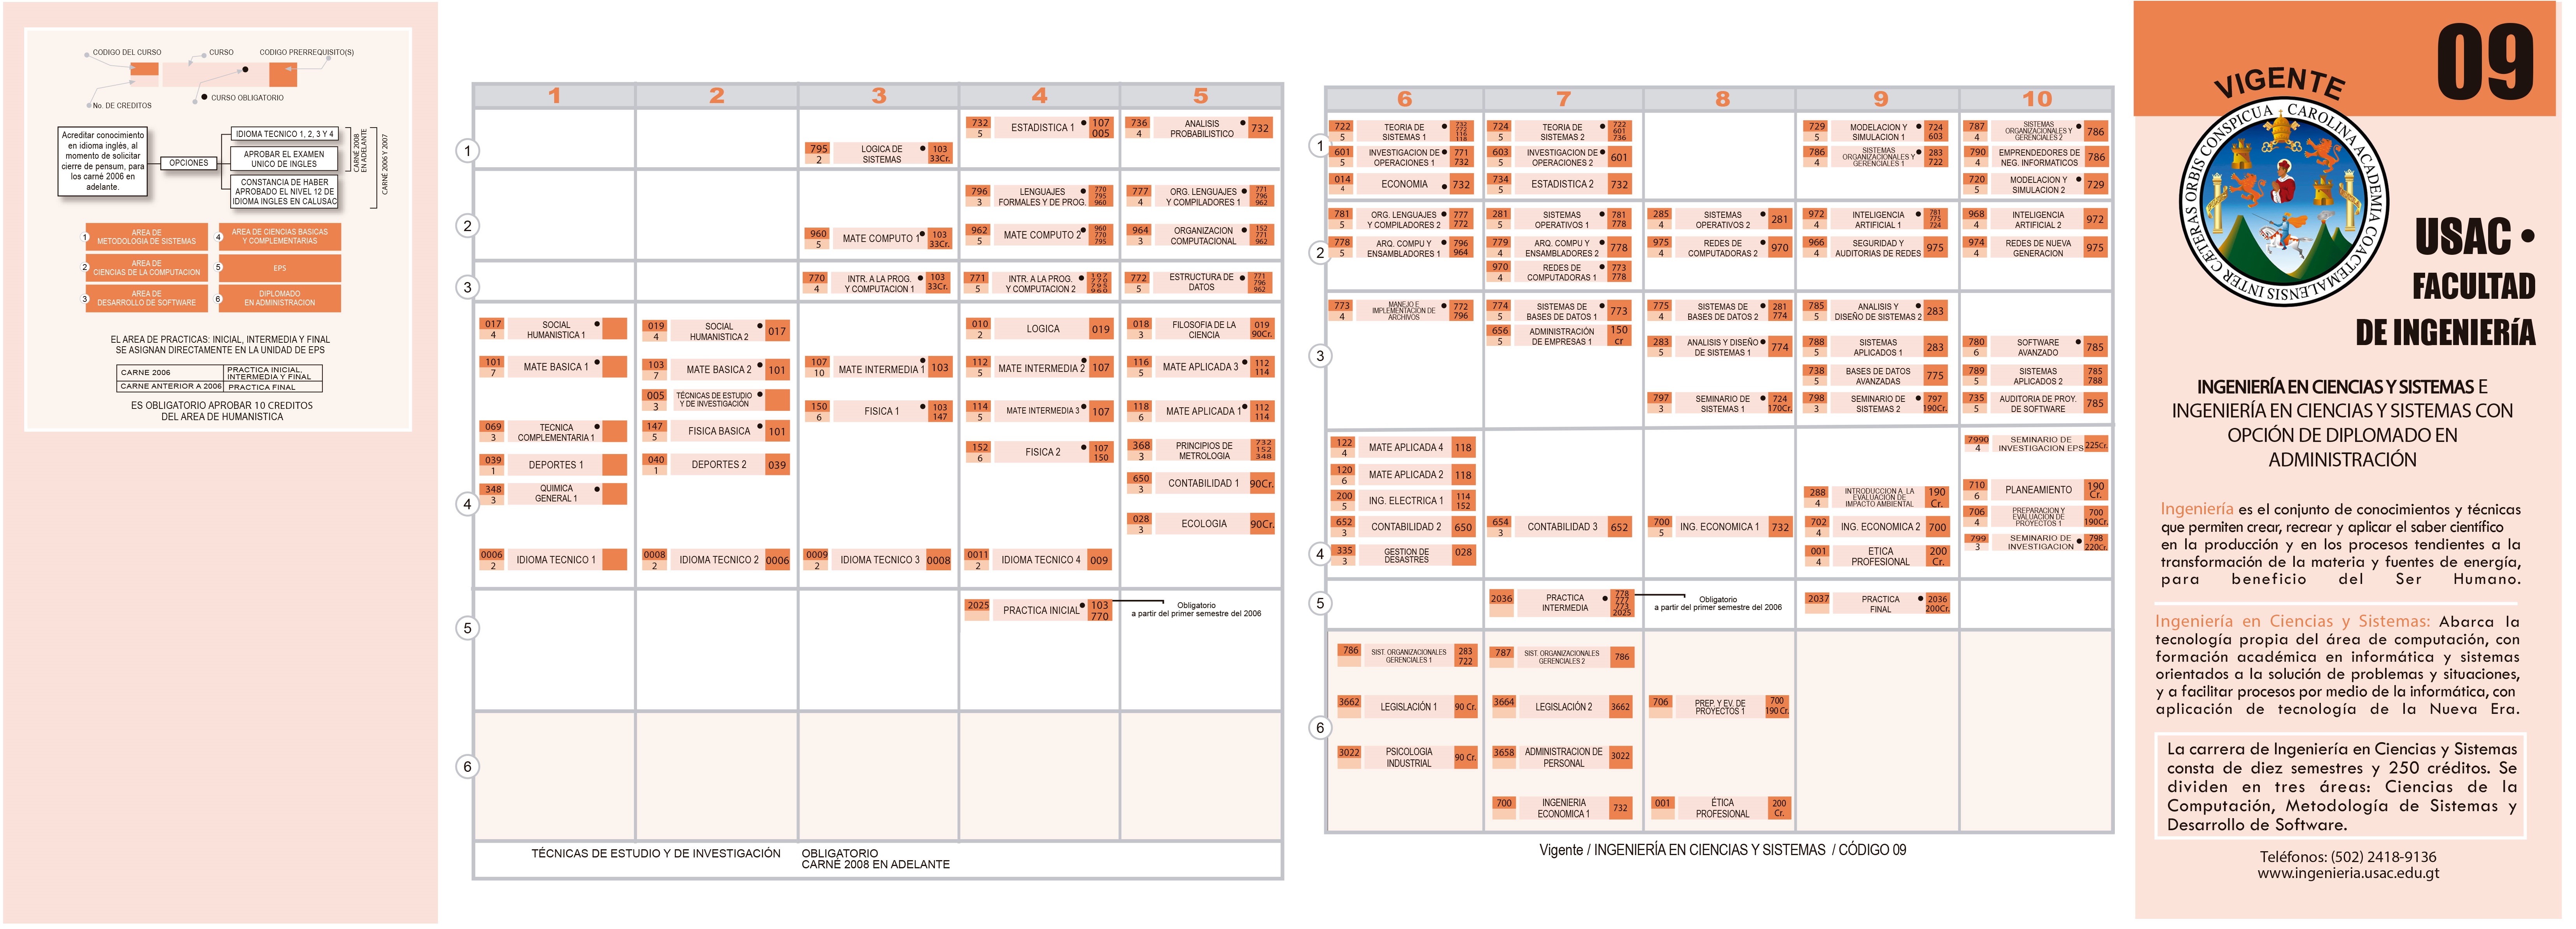 CODIGO DEL CURSO
CURSO
CODIGO PRERREQUISITO(S)
No. DE CREDITOS
CURSO OBLIGATORIO
Acreditar conocimiento
en idioma inglés, al
momento de solicitar
cierre de pensum, para
los carné 2006 en
adelante.
OPCIONES
IDIOMA TECNICO 1, 2, 3 Y 4
APROBAR EL EXAMEN
UNICO DE INGLES
CONSTANCIA DE HABER
APROBADO EL NIVEL 12 DE
IDIOMA INGLES EN CALUSAC
CARNÉ 2008
EN ADELANTE
CARNÉ 2006 Y 2007
1 AREA DE
METODOLOGIA DE SISTEMAS
4 AREA DE CIENCIAS BASICAS
Y COMPLEMENTARIAS
2 AREA DE
CIENCIAS DE LA COMPUTACION
5 EPS
3 AREA DE
DESARROLLO DE SOFTWARE
6 DIPLOMADO
EN ADMINISTRACION
EL AREA DE PRACTICAS: INICIAL, INTERMEDIA Y FINAL
SE ASIGNAN DIRECTAMENTE EN LA UNIDAD DE EPS
CARNE 2006 PRACTICA INICIAL,
INTERMEDIA Y FINAL
CARNE ANTERIOR A 2006 PRACTICA FINAL
ES OBLIGATORIO APROBAR 10 CREDITOS
DEL AREA DE HUMANISTICA
1 2 3 4 5
1
732 5 ESTADISTICA 1 107 005
736 4 ANALISIS PROBABILISTICO 732
795 2 LOGICA DE SISTEMAS 103 33Cr.
2
796 3 LENGUAJES FORMALES Y DE PROG. 770 795 960
777 4 ORG. LENGUAJES Y COMPILADORES 1 771 796 962
960 5 MATE COMPUTO 1 103 33Cr.
962 5 MATE COMPUTO 2 960 770 795
964 3 ORGANIZACION COMPUTACIONAL 152 771 962
3
770 4 INTR. A LA PROG. Y COMPUTACION 1 103 33Cr.
771 5 INTR. A LA PROG. Y COMPUTACION 2 107 770 795 960
772 5 ESTRUCTURA DE DATOS 771 796 962
4
017 4 SOCIAL HUMANISTICA 1
019 4 SOCIAL HUMANISTICA 2 017
010 2 LOGICA 019
018 3 FILOSOFIA DE LA CIENCIA 019 90Cr.
101 7 MATE BASICA 1
103 7 MATE BASICA 2 101
107 10 MATE INTERMEDIA 1 103
112 5 MATE INTERMEDIA 2 107
116 5 MATE APLICADA 3 112 114
005 3 TÉCNICAS DE ESTUDIO Y DE INVESTIGACIÓN
150 6 FISICA 1 103 147
114 5 MATE INTERMEDIA 3 107
118 6 MATE APLICADA 1 112 114
069 3 TECNICA COMPLEMENTARIA 1
147 5 FISICA BASICA 101
152 6 FISICA 2 107 150
368 3 PRINCIPIOS DE METROLOGIA 732 152 348
039 1 DEPORTES 1
040 1 DEPORTES 2 039
650 3 CONTABILIDAD 1 90Cr.
348 3 QUIMICA GENERAL 1
028 3 ECOLOGIA 90Cr.
0006 2 IDIOMA TECNICO 1
0008 2 IDIOMA TECNICO 2 0006
0009 2 IDIOMA TECNICO 3 0008
0011 2 IDIOMA TECNICO 4 009
5
2025 PRACTICA INICIAL 103 770
Obligatorio
a partir del primer semestre del 2006
6
TÉCNICAS DE ESTUDIO Y DE INVESTIGACIÓN OBLIGATORIO
CARNÉ 2008 EN ADELANTE
6 7 8 9 10
1
722 5 TEORIA DE SISTEMAS 1 732 772 116 118
724 5 TEORIA DE SISTEMAS 2 722 601 736
729 5 MODELACION Y SIMULACION 1 724 603
787 4 SISTEMAS ORGANIZACIONALES Y GERENCIALES 2 786
601 5 INVESTIGACION DE OPERACIONES 1 771 732
603 5 INVESTIGACION DE OPERACIONES 2 601
786 4 SISTEMAS ORGANIZACIONALES Y GERENCIALES 1 283 722
790 4 EMPRENDEDORES DE NEG. INFORMATICOS 786
014 4 ECONOMIA 732
734 5 ESTADISTICA 2 732
720 5 MODELACION Y SIMULACION 2 729
2
781 5 ORG. LENGUAJES Y COMPILADORES 2 777 772
281 5 SISTEMAS OPERATIVOS 1 781 778
285 4 SISTEMAS OPERATIVOS 2 281
972 4 INTELIGENCIA ARTIFICIAL 1 781 775 724
968 4 INTELIGENCIA ARTIFICIAL 2 972
778 5 ARQ. COMPU Y ENSAMBLADORES 1 796 964
779 4 ARQ. COMPU Y ENSAMBLADORES 2 778
975 4 REDES DE COMPUTADORAS 2 970
966 4 SEGURIDAD Y AUDITORIAS DE REDES 975
974 4 REDES DE NUEVA GENERACION 975
970 4 REDES DE COMPUTADORAS 1 773 778
3
773 4 MANEJO E IMPLEMENTACION DE ARCHIVOS 772 796
774 5 SISTEMAS DE BASES DE DATOS 1 773
775 4 SISTEMAS DE BASES DE DATOS 2 281 774
785 5 ANALISIS Y DISEÑO DE SISTEMAS 2 283
656 5 ADMINISTRACIÓN DE EMPRESAS 1 150 cr
283 5 ANALISIS Y DISEÑO DE SISTEMAS 1 774
788 5 SISTEMAS APLICADOS 1 283
780 6 SOFTWARE AVANZADO 785
738 5 BASES DE DATOS AVANZADAS 775
789 5 SISTEMAS APLICADOS 2 785 788
797 3 SEMINARIO DE SISTEMAS 1 724 170Cr.
798 3 SEMINARIO DE SISTEMAS 2 797 190Cr.
735 5 AUDITORIA DE PROY. DE SOFTWARE 785
4
122 4 MATE APLICADA 4 118
7990 4 SEMINARIO DE INVESTIGACION EPS 225Cr.
120 6 MATE APLICADA 2 118
200 5 ING. ELECTRICA 1 114 152
288 4 INTRODUCCION A LA EVALUACION DE IMPACTO AMBIENTAL 190 Cr.
710 6 PLANEAMIENTO 190 Cr.
652 3 CONTABILIDAD 2 650
654 3 CONTABILIDAD 3 652
700 5 ING. ECONOMICA 1 732
702 4 ING. ECONOMICA 2 700
706 4 PREPARACION Y EVALUACION DE PROYECTOS 1 700 190Cr.
4
335 3 GESTION DE DESASTRES 028
001 4 ETICA PROFESIONAL 200 Cr.
799 3 SEMINARIO DE INVESTIGACION 798 220Cr.
5
2036 PRACTICA INTERMEDIA 778 777 773 2025
Obligatorio
a partir del primer semestre del 2006
2037 PRACTICA FINAL 2036 200Cr.
6
786 SIST. ORGANIZACIONALES GERENCIALES 1 283 722
787 SIST. ORGANIZACIONALES GERENCIALES 2 786
3662 LEGISLACIÓN 1 90 Cr.
3664 LEGISLACIÓN 2 3662
706 PREP. Y EV. DE PROYECTOS 1 700 190 Cr.
3022 PSICOLOGIA INDUSTRIAL 90 Cr.
3658 ADMINISTRACION DE PERSONAL 3022
700 INGENIERIA ECONOMICA 1 732
001 ÉTICA PROFESIONAL 200 Cr.
Vigente / INGENIERÍA EN CIENCIAS Y SISTEMAS / CÓDIGO 09
09
VIGENTE
CAROLINA ACADEMIA COACTEMALENSIS INTER CÆTERAS ORBIS CONSPICUA
USAC •
FACULTAD
DE INGENIERíA
INGENIERÍA EN CIENCIAS Y SISTEMAS E
INGENIERÍA EN CIENCIAS Y SISTEMAS CON
OPCIÓN DE DIPLOMADO EN
ADMINISTRACIÓN
Ingeniería es el conjunto de conocimientos y técnicas
que permiten crear, recrear y aplicar el saber científico
en la producción y en los procesos tendientes a la
transformación de la materia y fuentes de energía,
para beneficio del Ser Humano.
Ingeniería en Ciencias y Sistemas: Abarca la
tecnología propia del área de computación, con
formación académica en informática y sistemas
orientados a la solución de problemas y situaciones,
y a facilitar procesos por medio de la informática, con
aplicación de tecnología de la Nueva Era.
La carrera de Ingeniería en Ciencias y Sistemas
consta de diez semestres y 250 créditos. Se
dividen en tres áreas: Ciencias de la
Computación, Metodología de Sistemas y
Desarrollo de Software.
Teléfonos: (502) 2418-9136
www.ingenieria.usac.edu.gt